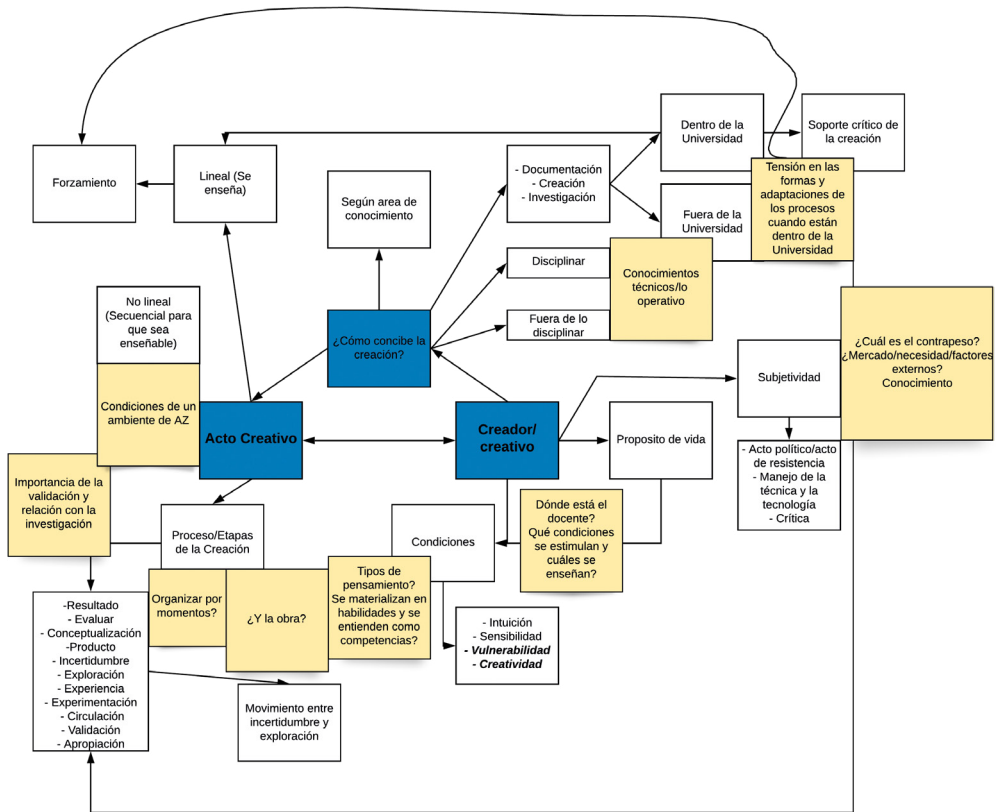 Dentro de la
Universidad
Soporte crítico de
la creación
Forzamiento
Lineal (Se
enseña)
Según area de
conocimiento
- Documentación
- Creación
- Investigación
Tensión en las
formas y
adaptaciones de
los procesos
cuando están
dentro de la
Universidad
Fuera de la
Universidad
Disciplinar
Conocimientos
técnicos/lo
operativo
Fuera de lo
disciplinar
No lineal
(Secuencial para
que sea
enseñable)
¿Cómo concibe la
creación?
¿Cuál es el contrapeso?
¿Mercado/necesidad/factores
externos?
Conocimiento
Subjetividad
Condiciones de un
ambiente de AZ
Acto Creativo
Creador/
creativo
Proposito de vida
- Acto político/acto
de resistencia
- Manejo de la
técnica y la
tecnología
- Crítica
Importancia de la
validación y
relación con la
investigación
Proceso/Etapas
de la Creación
Condiciones
Dónde está el
docente?
Qué condiciones
se estimulan y
cuáles se
enseñan?
Organizar por
momentos?
¿Y la obra?
Tipos de
pensamiento?
Se materializan en
habilidades y se
entienden como
competencias?
-Resultado
- Evaluar
- Conceptualización
-Producto
- Incertidumbre
- Exploración
- Experiencia
- Experimentación
- Circulación
- Validación
- Apropiación
- Intuición
- Sensibilidad
- Vulnerabilidad
- Creatividad
Movimiento entre
incertidumbre y
exploración